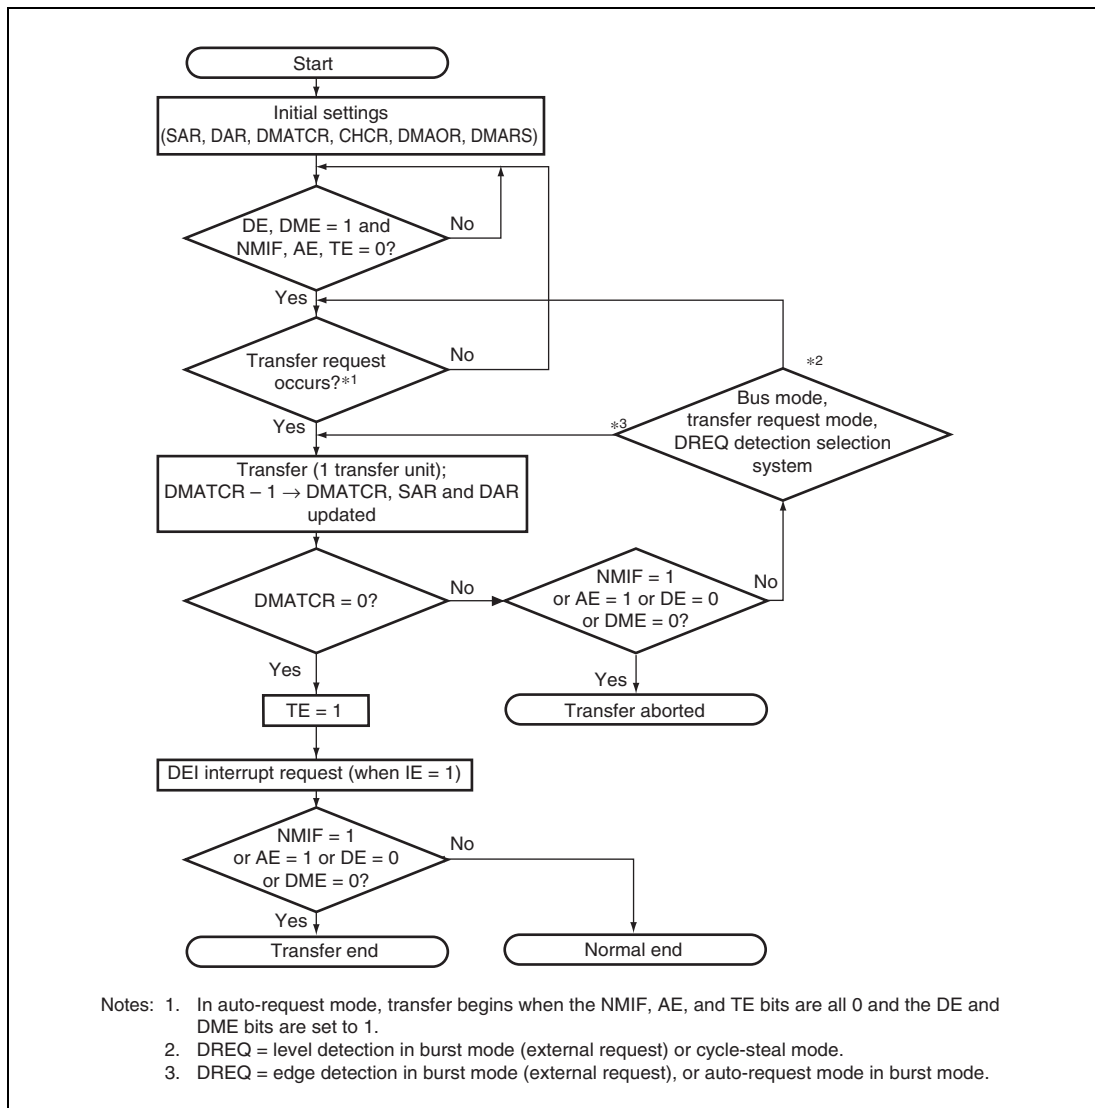 Start
Initial settings
(SAR, DAR, DMATCR, CHCR, DMAOR, DMARS)
DE, DME = 1 and
NMIF, AE, TE = 0?
No
Yes
Transfer request
occurs?*1
No
Yes
*2
Bus mode,
transfer request mode,
DREQ detection selection
system
*3
Transfer (1 transfer unit);
DMATCR – 1 → DMATCR, SAR and DAR
updated
DMATCR = 0?
No
NMIF = 1
or AE = 1 or DE = 0
or DME = 0?
No
Yes
Yes
Transfer aborted
TE = 1
DEI interrupt request (when IE = 1)
NMIF = 1
or AE = 1 or DE = 0
or DME = 0?
No
Yes
Transfer end
Normal end
Notes: 1. In auto-request mode, transfer begins when the NMIF, AE, and TE bits are all 0 and the DE and
DME bits are set to 1.
2. DREQ = level detection in burst mode (external request) or cycle-steal mode.
3. DREQ = edge detection in burst mode (external request), or auto-request mode in burst mode.